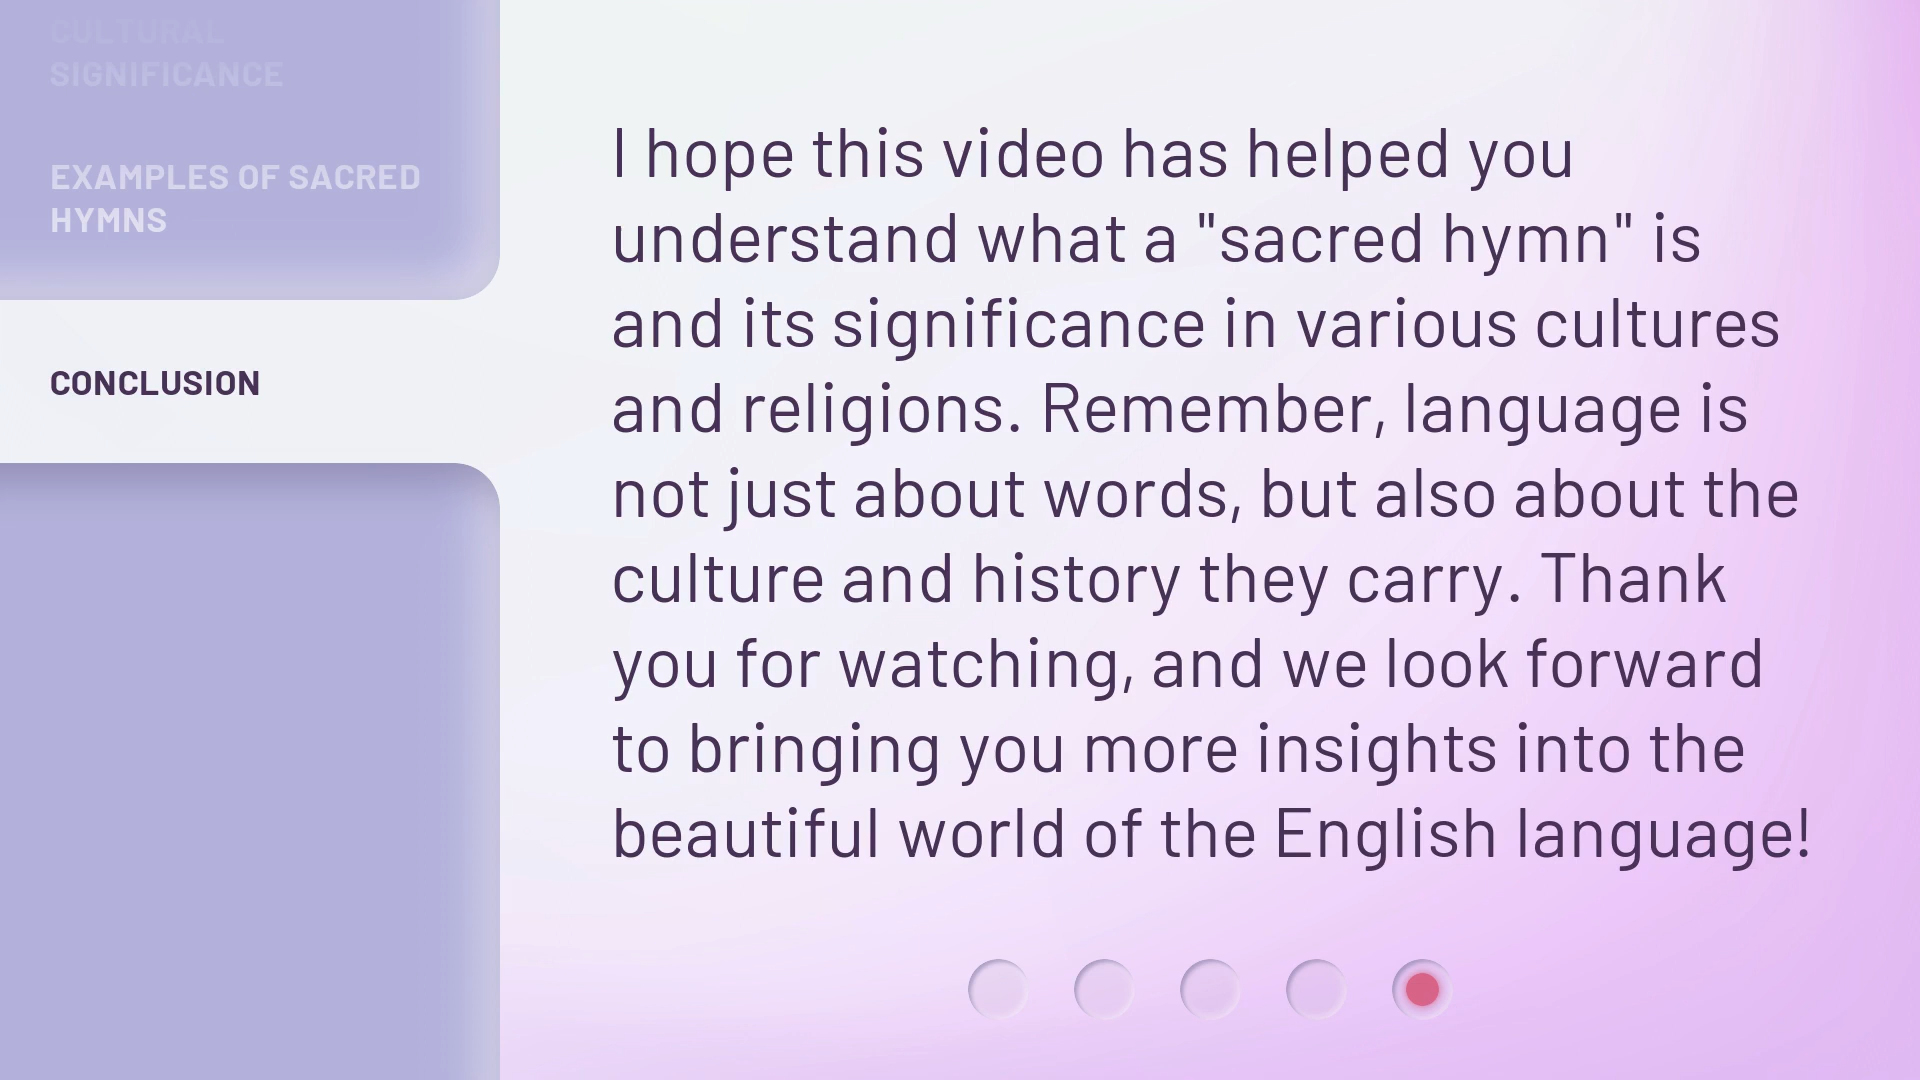 CULTURAL
SIGNIFICANCE
EXAMPLES OF SACRED
HYMNS
CONCLUSION
I hope this video has helped you
understand what a "sacred hymn" is
and its significance in various cultures
and religions. Remember, language is
not just about words, but also about the
culture and history they carry. Thank
you for watching, and we look forward
to bringing you more insights into the
beautiful world of the English language!